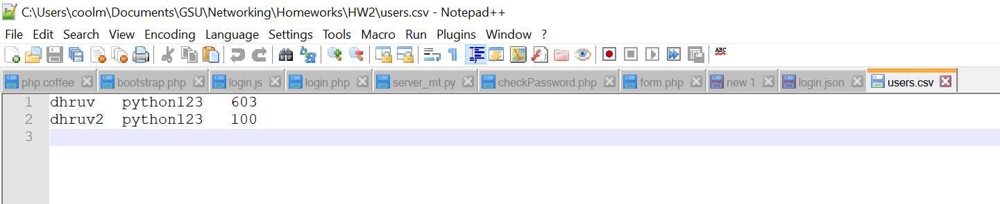 C:\Users\coolm\Documents\GSU\Networking\Homeworks\HW2\users.csv - Notepad++
File Edit Search View Encoding Language Settings Tools Macro Run Plugins Window ?
ABC
php.coffee bootstrap.php login.js login.php server_mt.py checkPassword.php form.php new 1 login.json users.csv
1 dhruv python123 603
2 dhruv2 python123 100
3